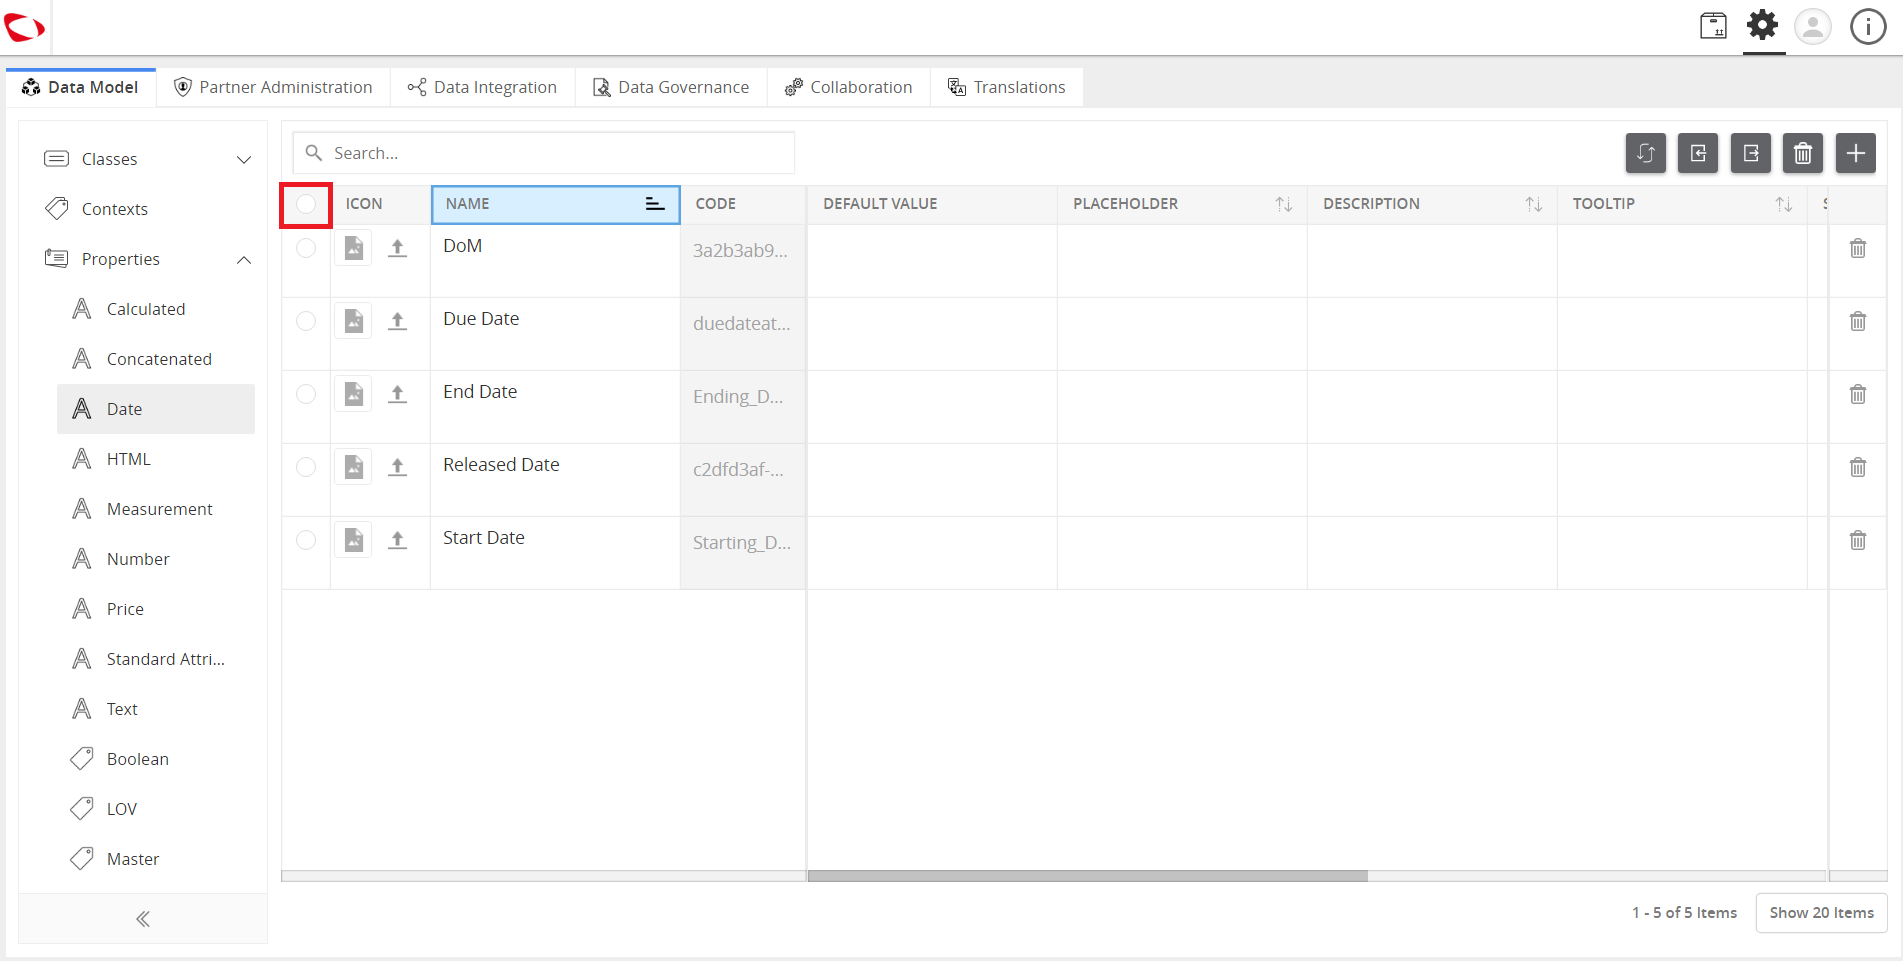 Data Model
Partner Administration
Data Integration
Data Governance
Collaboration
Translations
Classes
Contexts
Properties
Calculated
Concatenated
Date
HTML
Measurement
Number
Price
Standard Attri...
Text
Boolean
LOV
Master
Search...
ICON NAME CODE DEFAULT VALUE PLACEHOLDER DESCRIPTION TOOLTIP
DoM 3a2b3ab9...
Due Date duedateat...
End Date Ending_D...
Released Date c2dfd3af-...
Start Date Starting_D...
1 - 5 of 5 Items
Show 20 Items